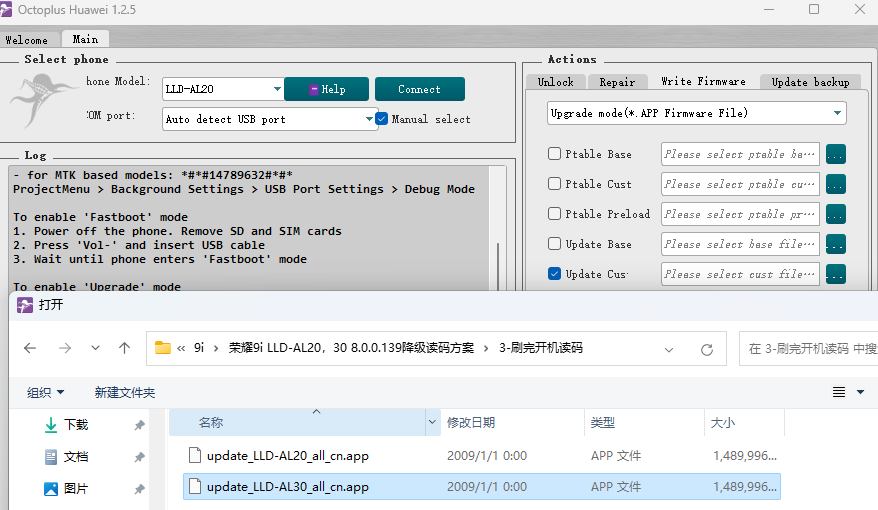 Octoplus Huawei 1.2.5
Welcome
Main
Select phone
hone Model:
LLD-AL20
Help
Connect
OM port:
Auto detect USB port
Manual select
Actions
Unlock
Repair
Write Firmware
Update backup
Upgrade mode(*.APP Firmware File)
Ptable Base
Please select ptable ba...
...
Ptable Cust
Please select ptable cu...
...
Ptable Preload
Please select ptable pr...
...
Update Base
Please select base file...
...
Update Cus
Please select cust file...
...
Log
- for MTK based models: *#*#14789632#*#*
ProjectMenu > Background Settings > USB Port Settings > Debug Mode
To enable 'Fastboot' mode
1. Power off the phone. Remove SD and SIM cards
2. Press 'Vol-' and insert USB cable
3. Wait until phone enters 'Fastboot' mode
To enable 'Upgrade' mode
打开
« 9i › 荣耀9i LLD-AL20，30 8.0.0.139降级读码方案 › 3-刷完开机读码
在 3-刷完开机读码 中搜
组织
新建文件夹
名称
修改日期
类型
大小
下载
文档
图片
update_LLD-AL20_all_cn.app
2009/1/1 0:00
APP 文件
1,489,996...
update_LLD-AL30_all_cn.app
2009/1/1 0:00
APP 文件
1,489,996...